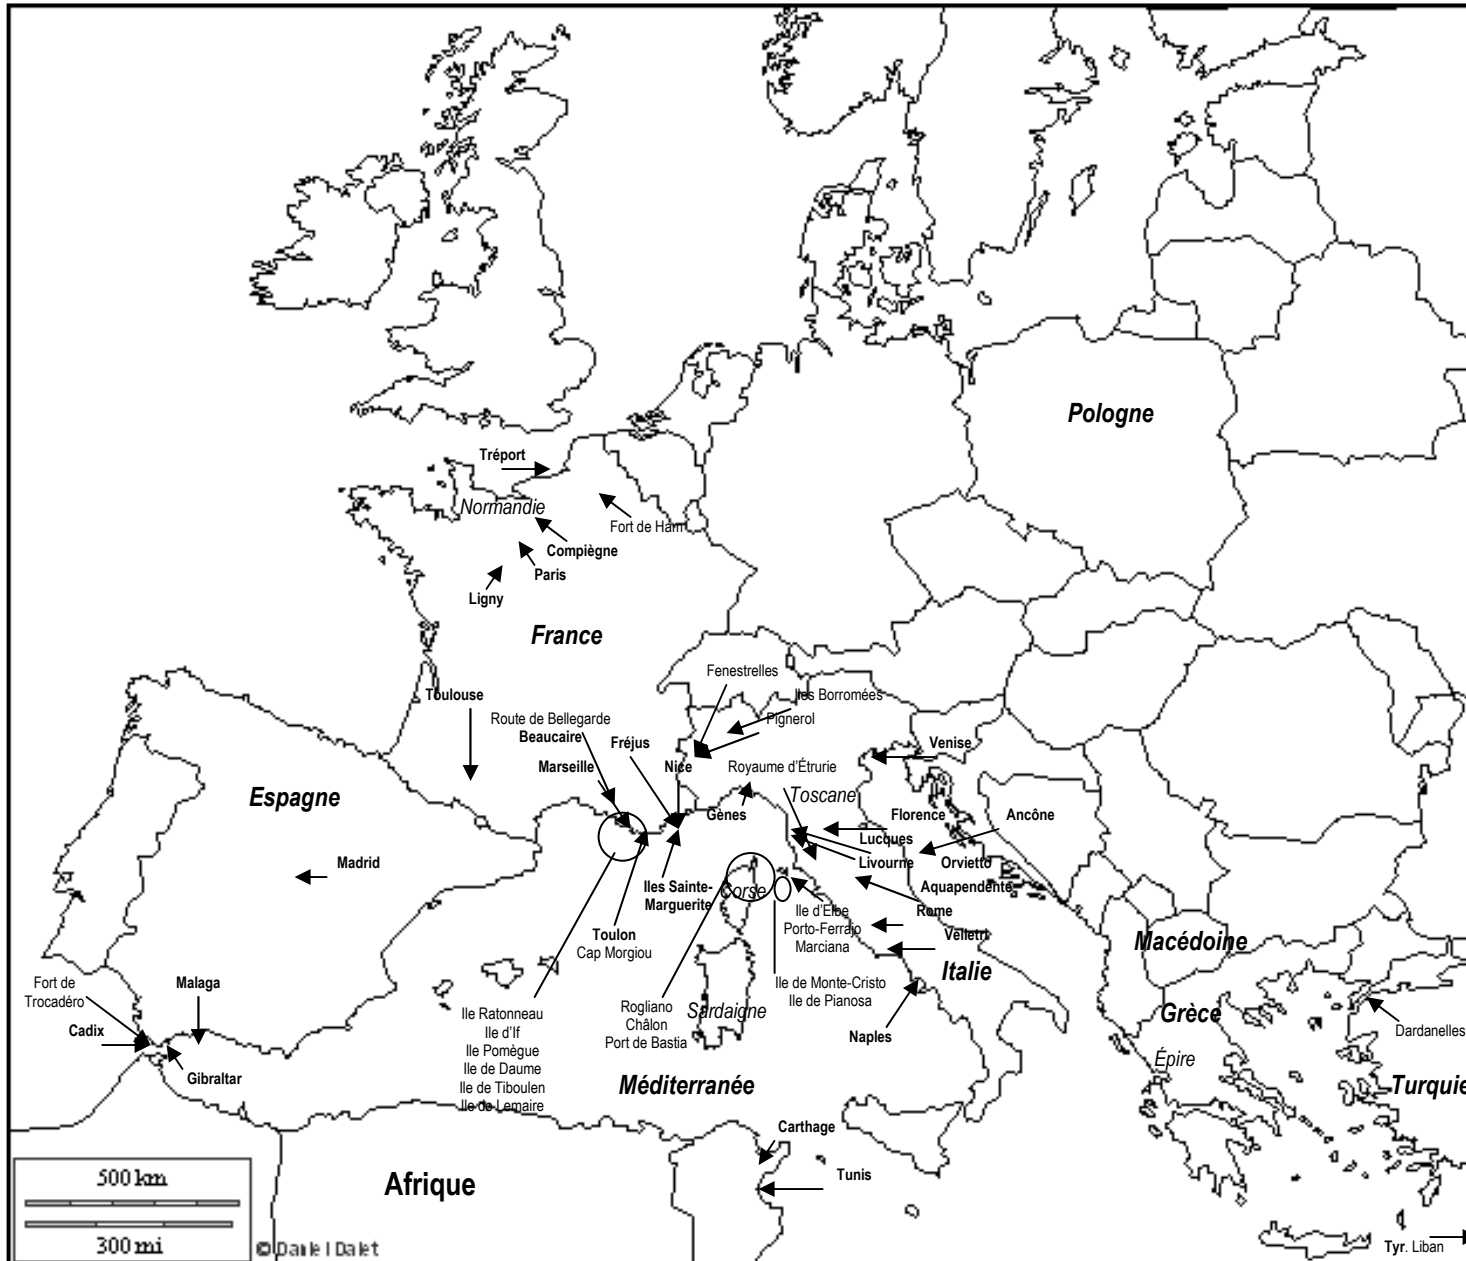 Pologne
Tréport
Normandie
Fort de Ham
Compiègne
Paris
Ligny
France
Fenestrelles
Toulouse
Iles Borromées
Route de Bellegarde
Pignerol
Beaucaire
Fréjus
Venise
Marseille
Nice
Royaume d'Étrurie
Espagne
Toscane
Gènes
Florence
Ancône
Lucques
Madrid
Livourne
Orvietto
Iles Sainte-
Marguerite
Corse
Aquapendente
Ile d'Elbe
Porto-Ferrajo
Marciana
Rome
Toulon
Cap Morgiou
Velletri
Macédoine
Italie
Fort de
Trocadéro
Malaga
Ile de Monte-Cristo
Ile de Pianosa
Rogliano
Châlon
Port de Bastia
Sardaigne
Grèce
Cadix
Ile Ratonneau
Ile d'If
Ile Pomègue
Ile de Daume
Ile de Tiboulen
Ile de Lemaire
Naples
Dardanelles
Épire
Gibraltar
Méditerranée
Turquie
Carthage
Tunis
Afrique
500 km
300 mi
© Daniel Dalet
Tyr. Liban